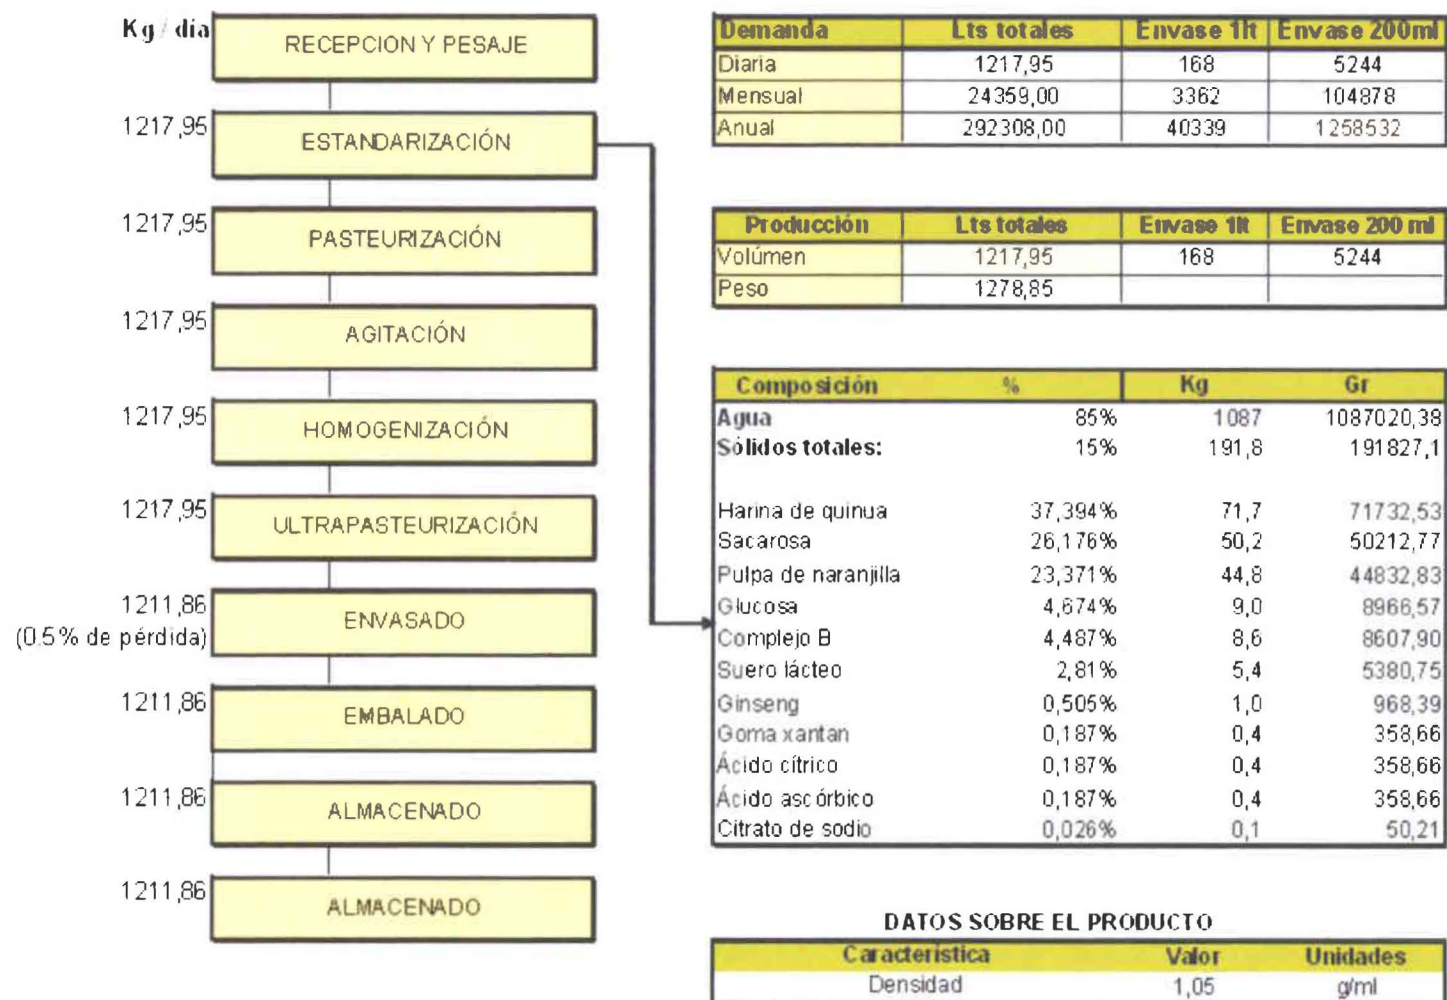 Kg / día
RECEPCION Y PESAJE
1217,95
ESTANDARIZACIÓN
1217,95
PASTEURIZACIÓN
1217,95
AGITACIÓN
1217,95
HOMOGENIZACIÓN
1217,95
ULTRAPASTEURIZACIÓN
1211,86
(0.5% de pérdida)
ENVASADO
1211,86
EMBALADO
1211,86
ALMACENADO
1211,86
ALMACENADO
Demanda Lts totales Envase 1lt Envase 200ml
Diaria 1217,95 168 5244
Mensual 24359,00 3362 104878
Anual 292308,00 40339 1258532
Producción Lts totales Envase 1lt Envase 200 ml
Volúmen 1217,95 168 5244
Peso 1278,85
Composición % Kg Gr
Agua 85% 1087 1087020,38
Sólidos totales: 15% 191,8 191827,1
Harina de quinua 37,394% 71,7 71732,53
Sacarosa 26,176% 50,2 50212,77
Pulpa de naranjilla 23,371% 44,8 44832,83
Glucosa 4,674% 9,0 8966,57
Complejo B 4,487% 8,6 8607,90
Suero lácteo 2,81% 5,4 5380,75
Ginseng 0,505% 1,0 968,39
Goma xantan 0,187% 0,4 358,66
Ácido cítrico 0,187% 0,4 358,66
Ácido ascórbico 0,187% 0,4 358,66
Citrato de sodio 0,026% 0,1 50,21
DATOS SOBRE EL PRODUCTO
Característica Valor Unidades
Densidad 1,05 g/ml